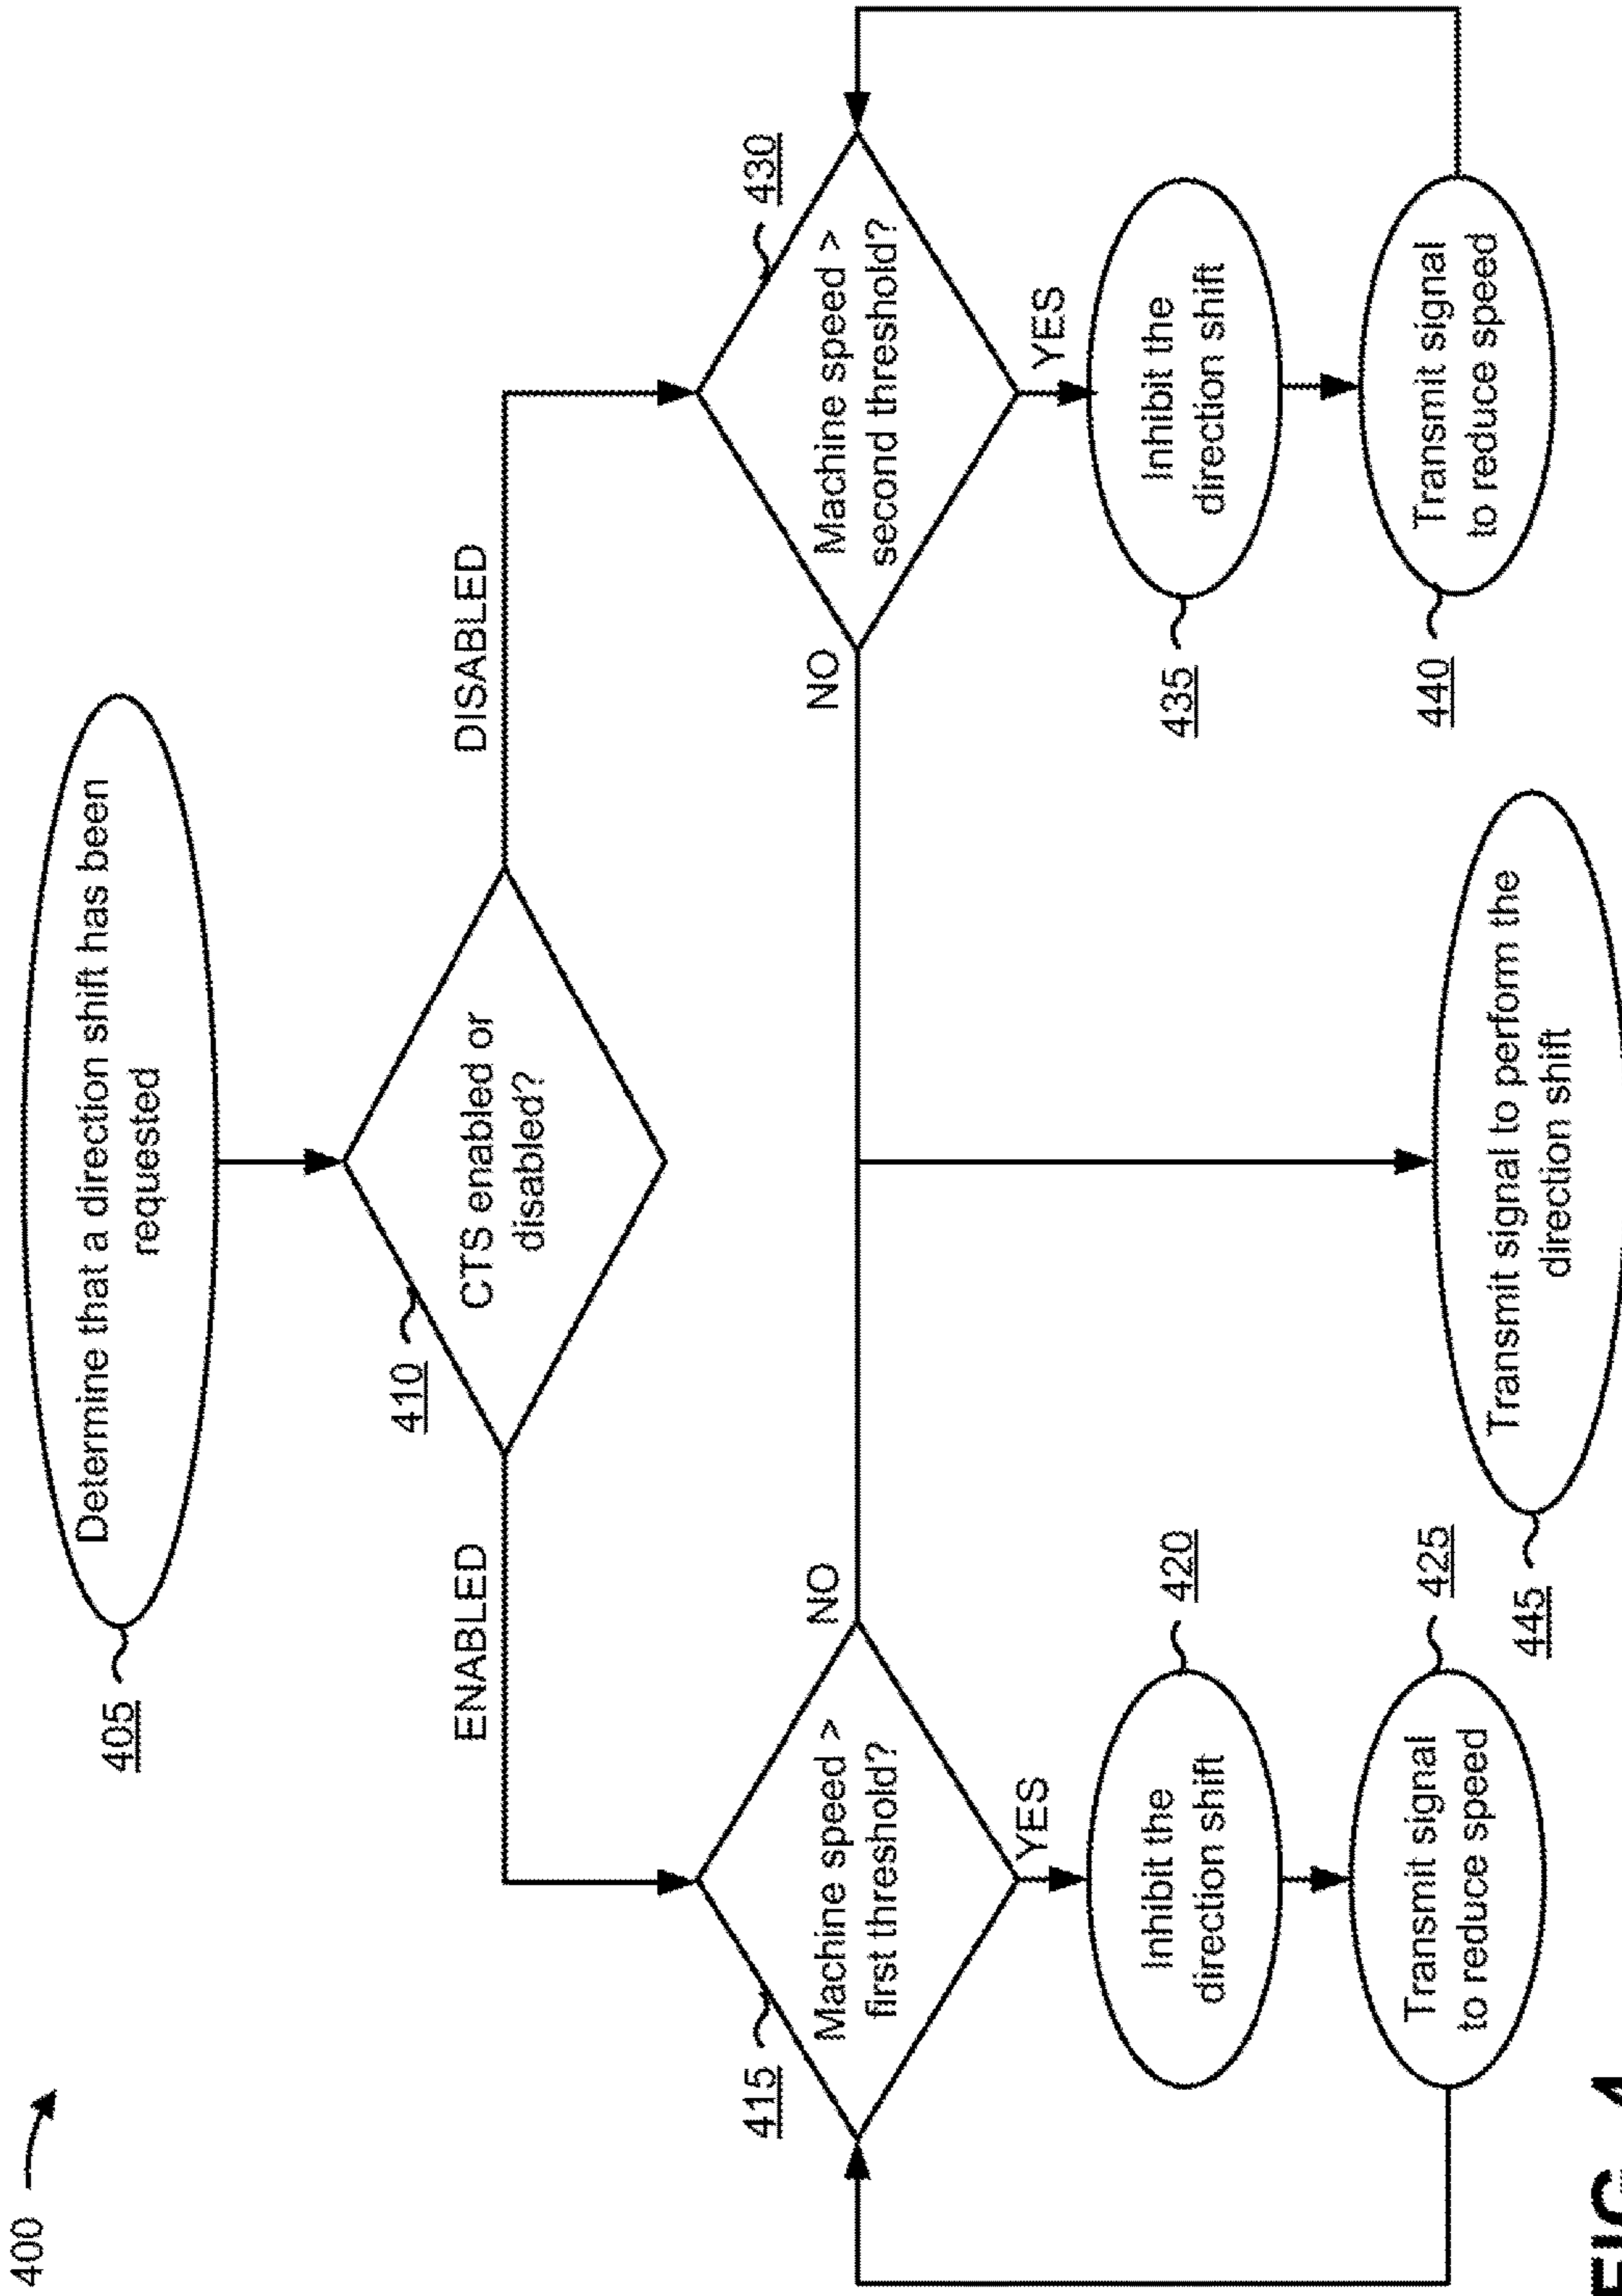 400
Determine that a direction shift has been
requested
405
CTS enabled or
disabled?
410
ENABLED
DISABLED
Machine speed >
first threshold?
415
NO
YES
Inhibit the
direction shift
420
Transmit signal
to reduce speed
425
Machine speed >
second threshold?
430
NO
YES
Inhibit the
direction shift
435
Transmit signal
to reduce speed
440
Transmit signal to perform the
direction shift
445
FIG. 4